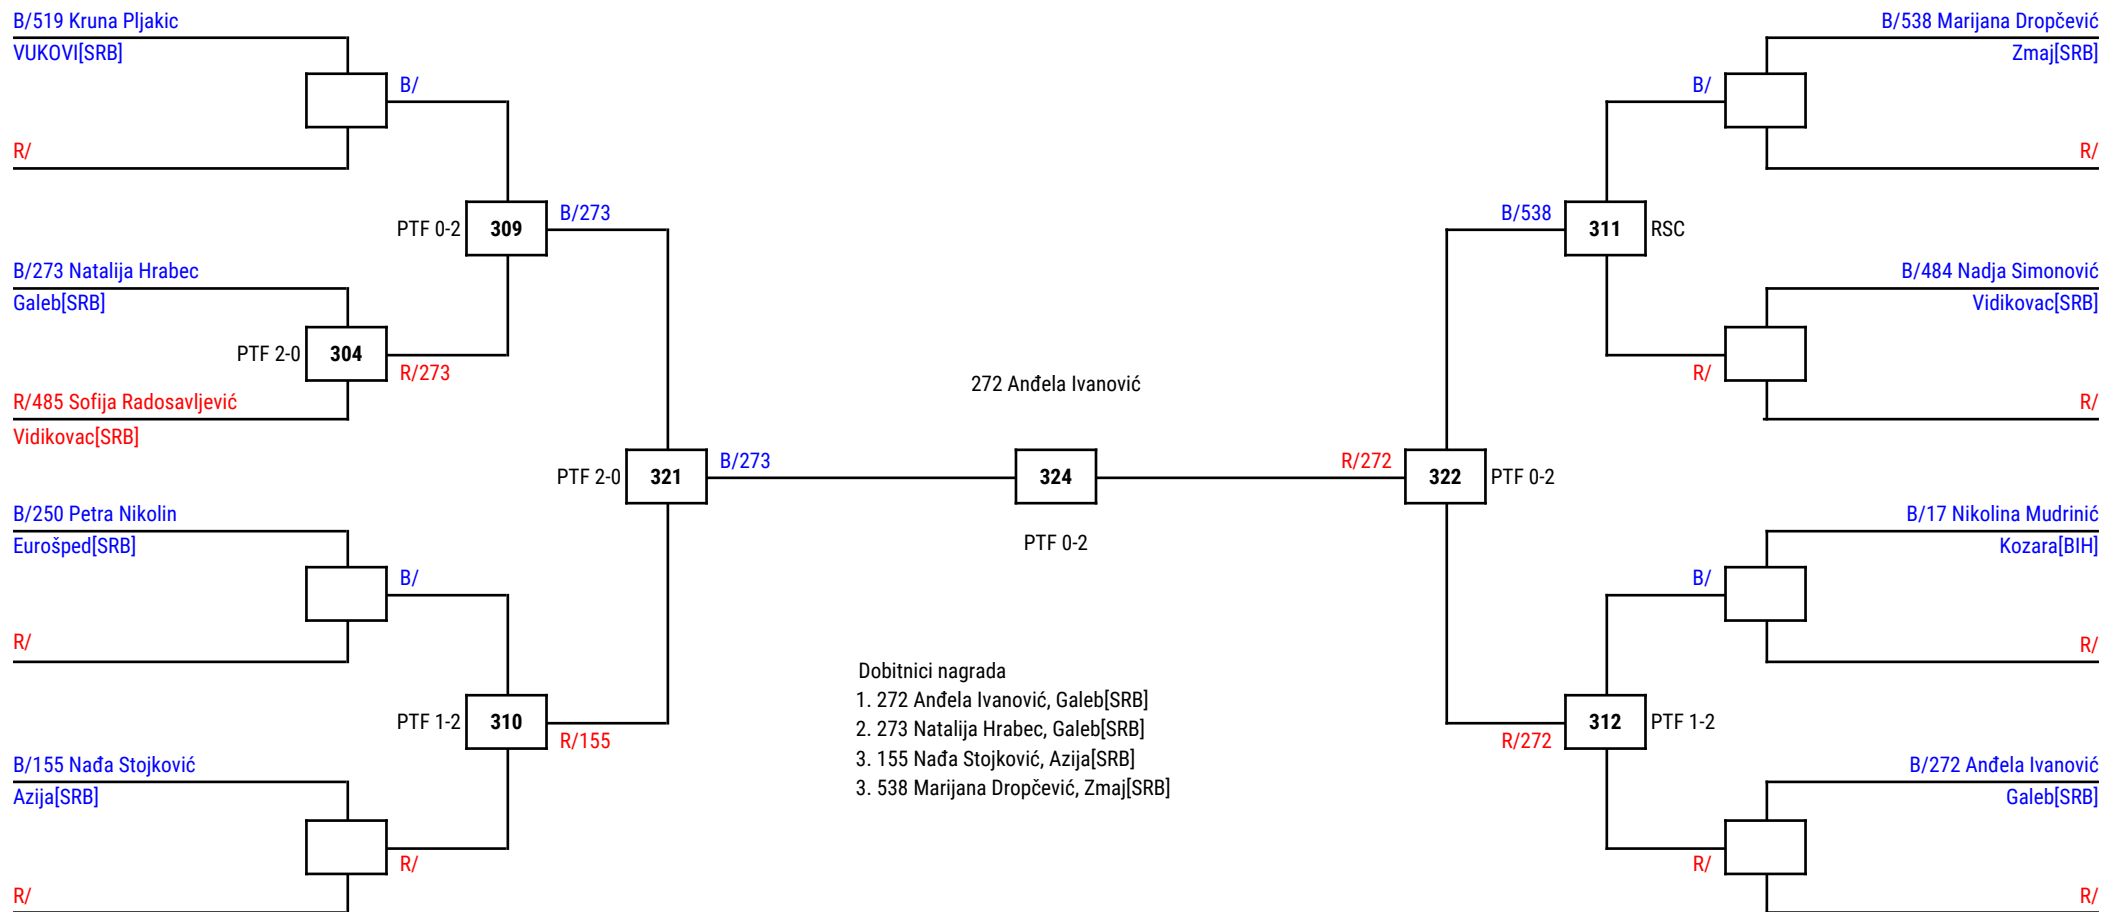 B/519 Kruna Pljakic
VUKOVI[SRB]
B/
R/
PTF 0-2
309
B/273
B/273 Natalija Hrabec
Galeb[SRB]
PTF 2-0
304
R/273
R/485 Sofija Radosavljević
Vidikovac[SRB]
PTF 2-0
321
B/273
B/250 Petra Nikolin
Eurošped[SRB]
B/
R/
PTF 1-2
310
R/155
B/155 Nađa Stojković
Azija[SRB]
R/
R/
272 Anđela Ivanović
324
PTF 0-2
Dobitnici nagrada
1. 272 Anđela Ivanović, Galeb[SRB]
2. 273 Natalija Hrabec, Galeb[SRB]
3. 155 Nađa Stojković, Azija[SRB]
3. 538 Marijana Dropčević, Zmaj[SRB]
B/538 Marijana Dropčević
Zmaj[SRB]
B/
R/
B/538
311
RSC
B/484 Nadja Simonović
Vidikovac[SRB]
R/
R/
R/272
322
PTF 0-2
B/17 Nikolina Mudrinić
Kozara[BIH]
B/
R/
312
PTF 1-2
R/272
B/272 Anđela Ivanović
Galeb[SRB]
R/
R/